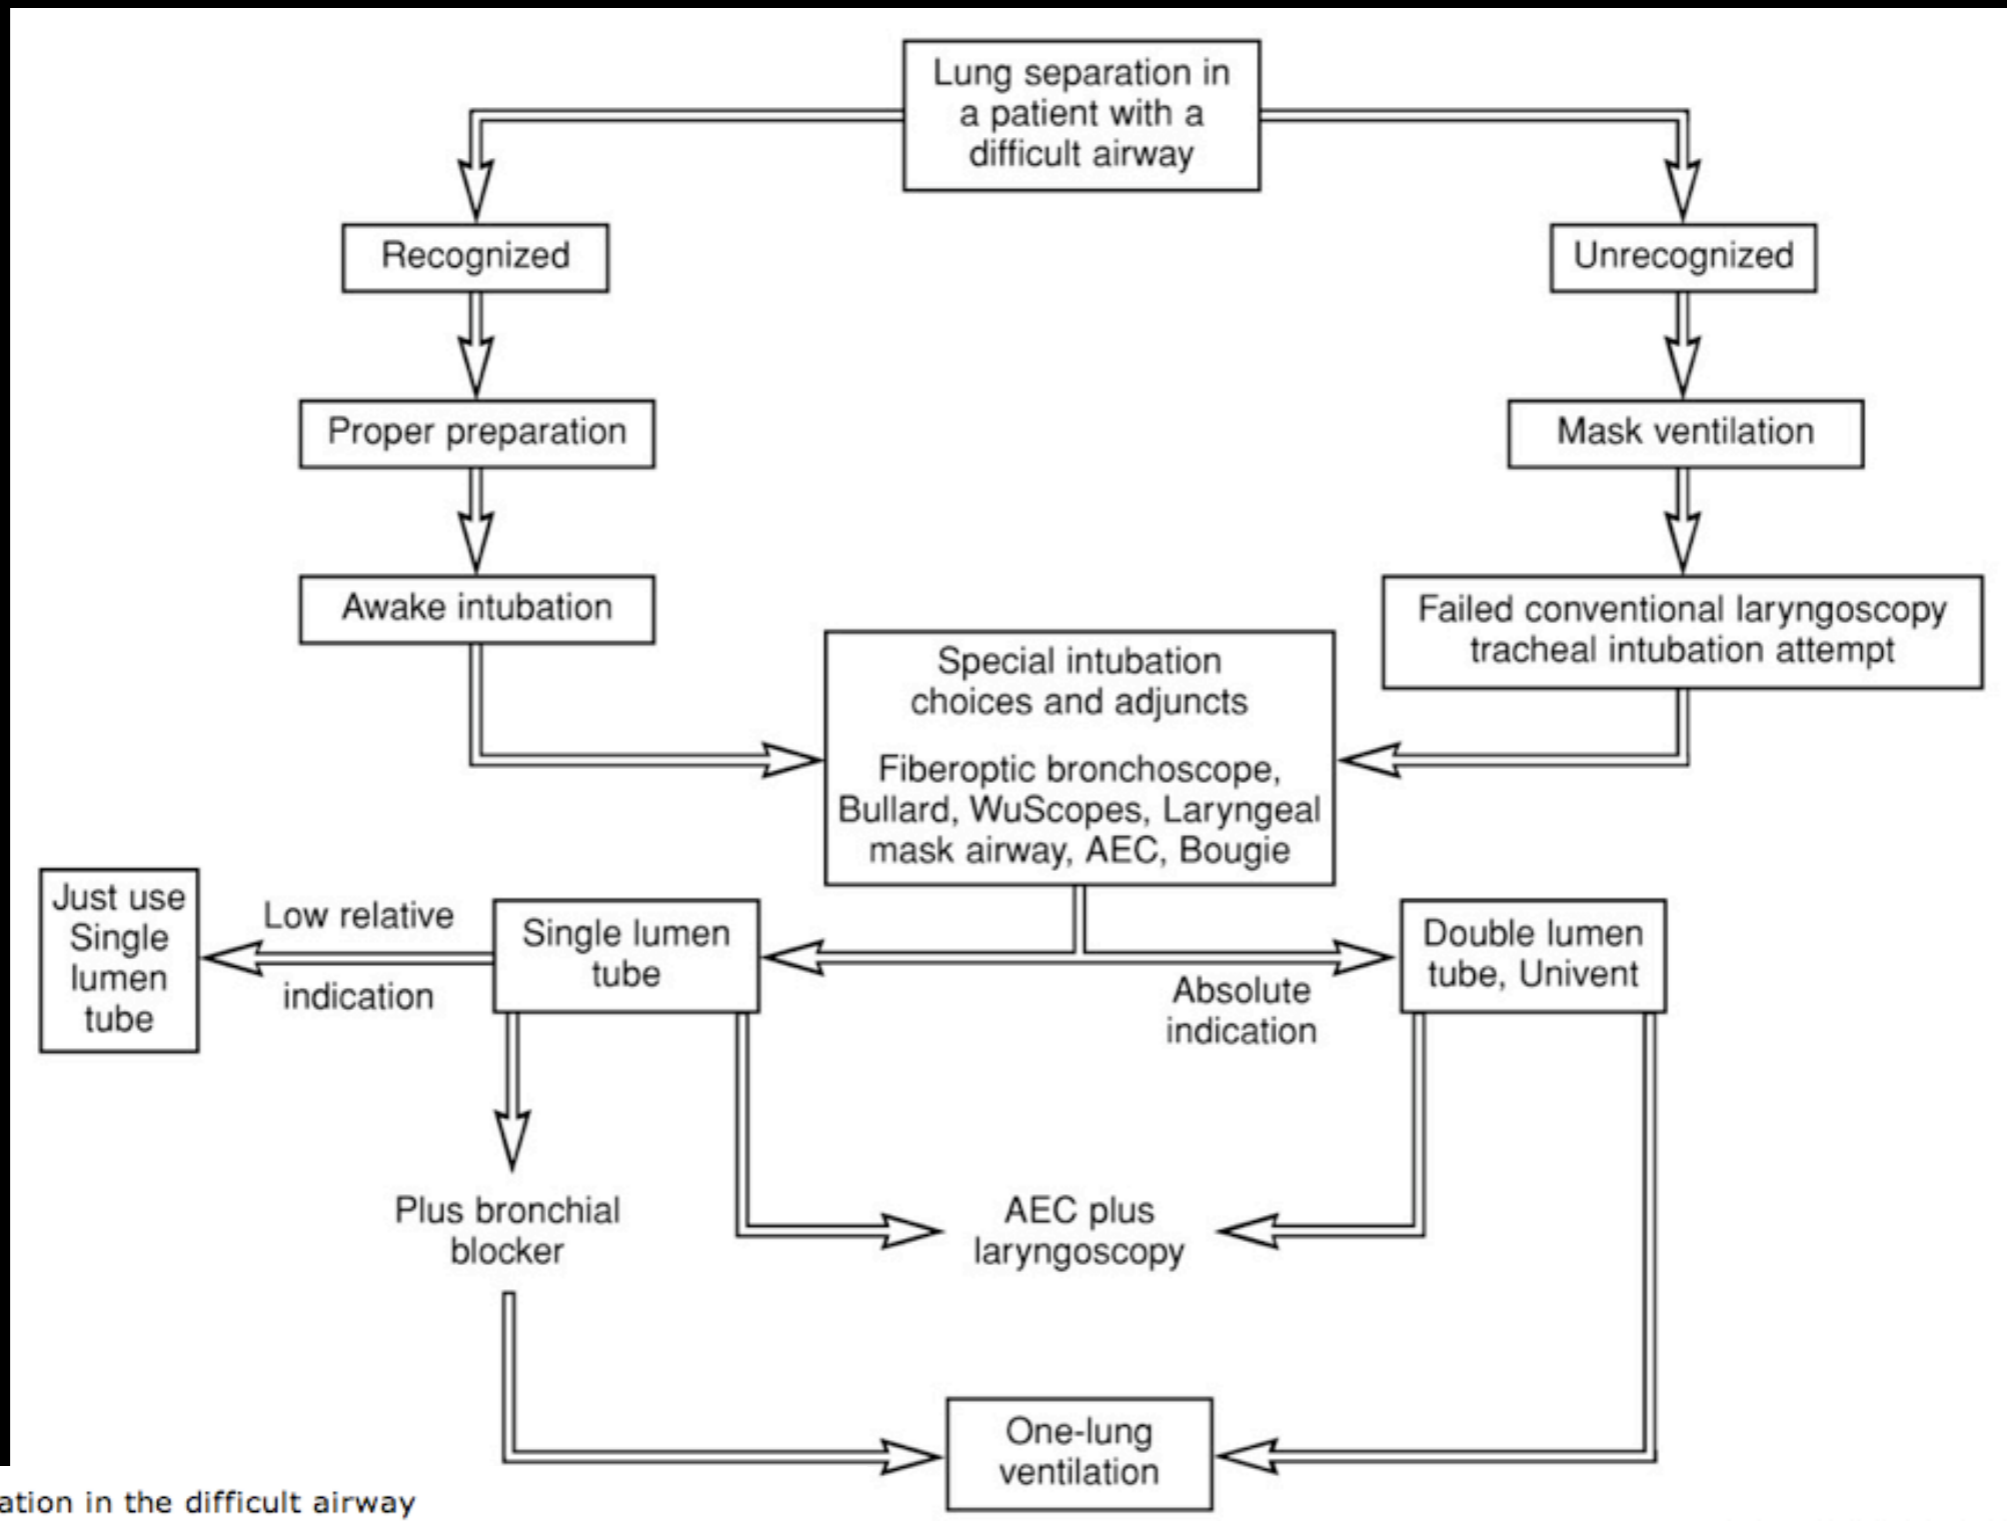 Lung separation in
a patient with a
difficult airway
Recognized
Unrecognized
Proper preparation
Mask ventilation
Awake intubation
Failed conventional laryngoscopy
tracheal intubation attempt
Special intubation
choices and adjuncts
Fiberoptic bronchoscope,
Bullard, WuScopes, Laryngeal
mask airway, AEC, Bougie
Just use
Single
lumen
tube
Low relative
indication
Single lumen
tube
Absolute
indication
Double lumen
tube, Univent
Plus bronchial
blocker
AEC plus
laryngoscopy
One-lung
ventilation
in the difficult airway